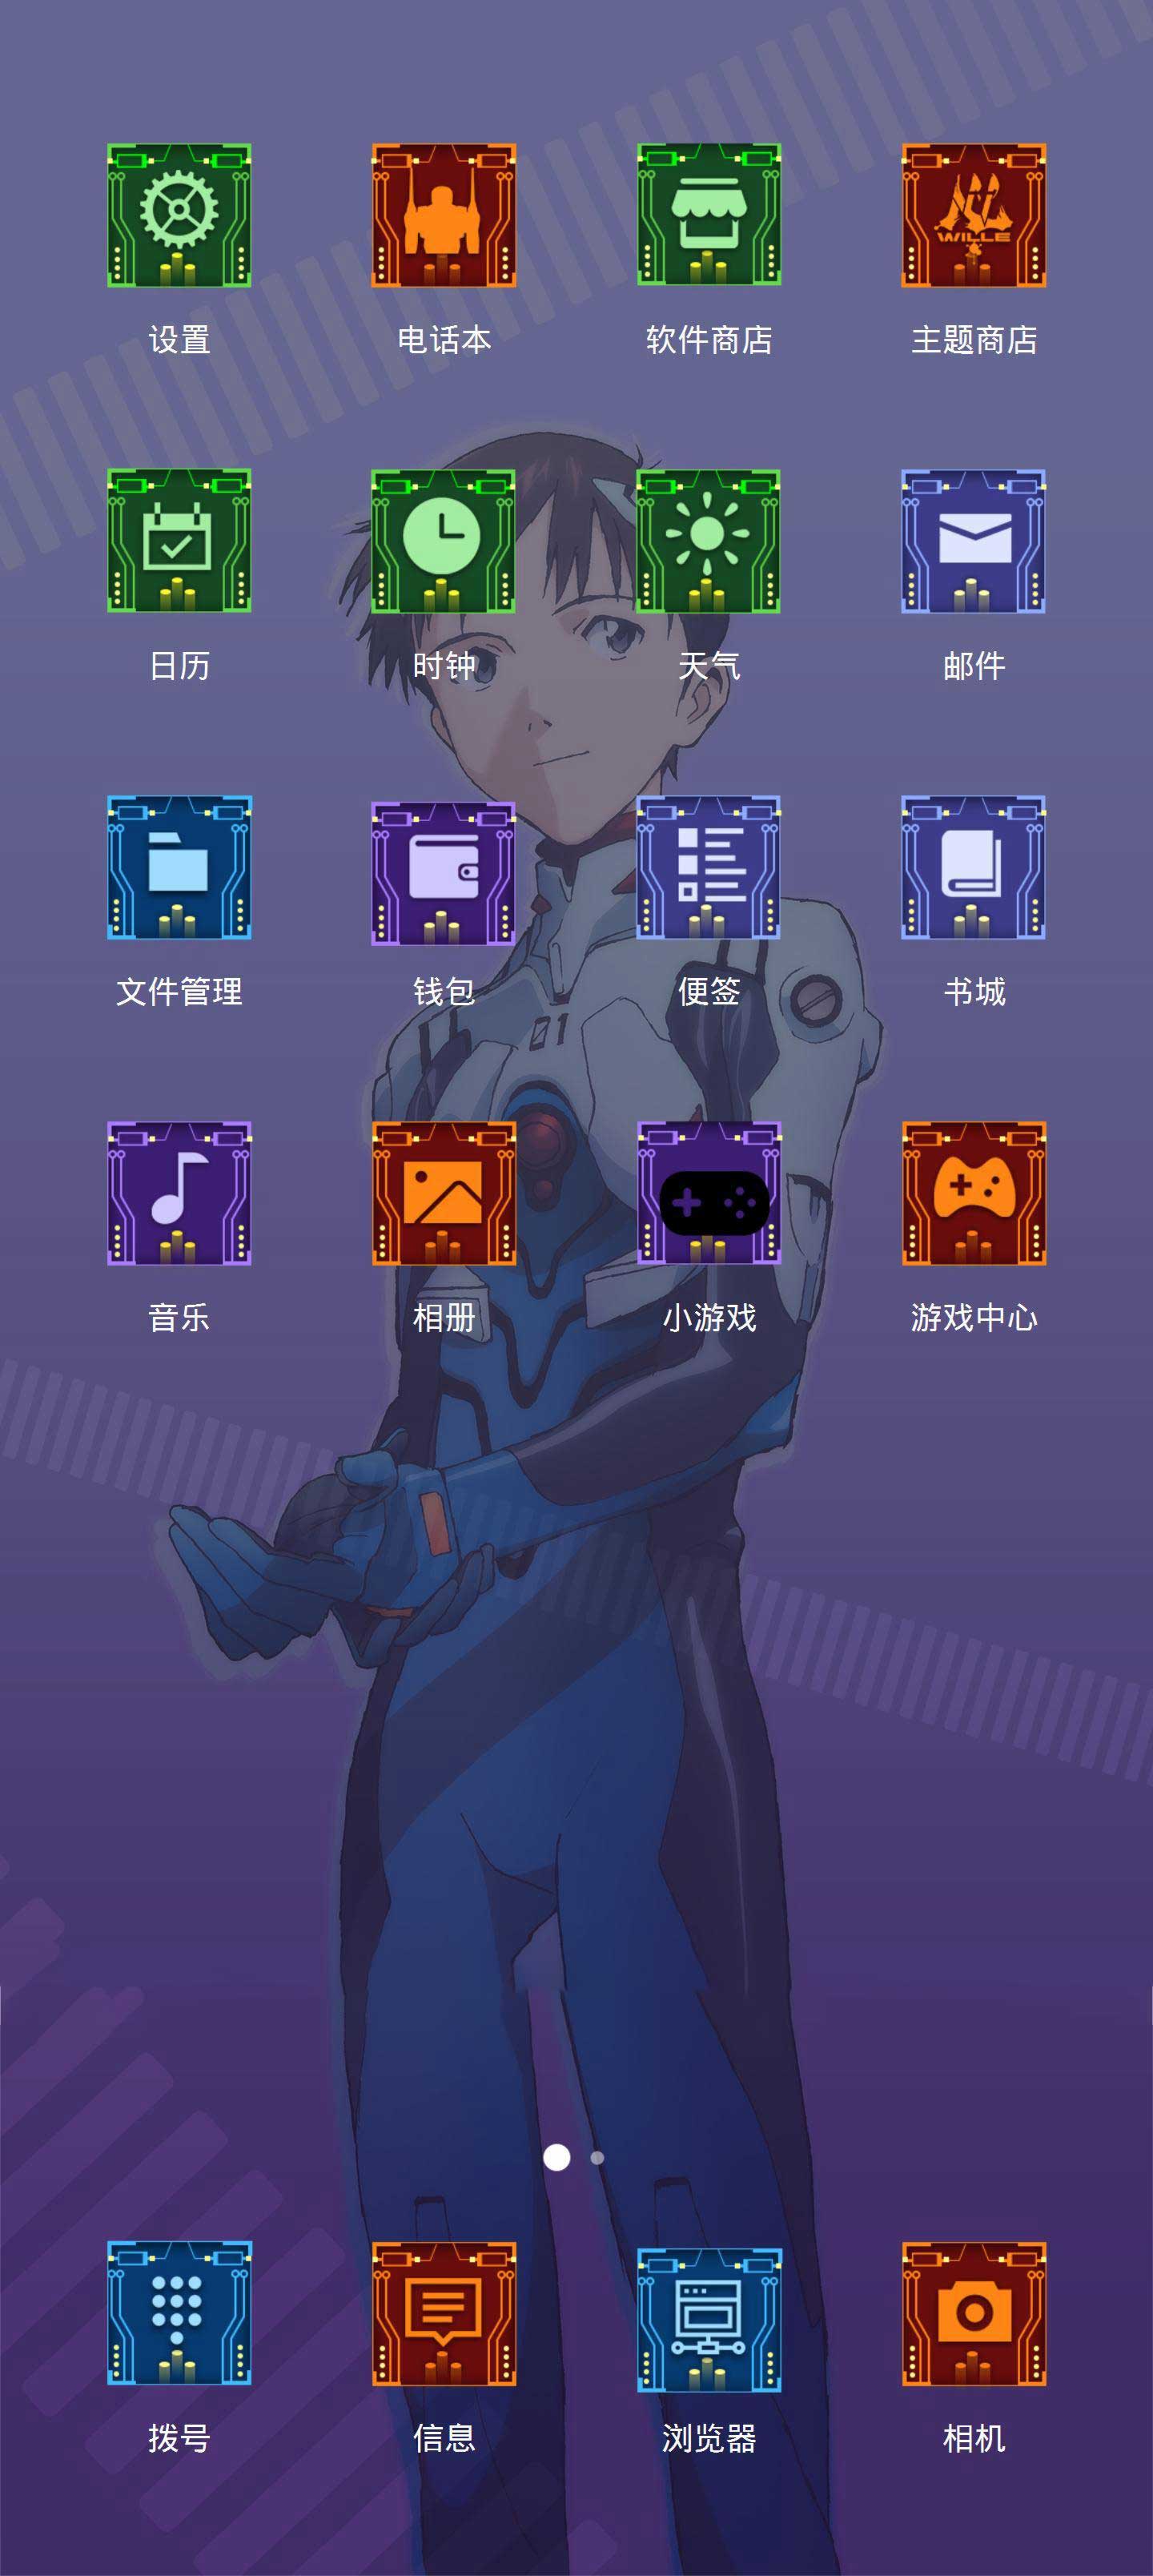 WILLE
设置
电话本
软件商店
主题商店
日历
时钟
天气
邮件
文件管理
钱包
便签
书城
01
音乐
相册
小游戏
游戏中心
拨号
信息
浏览器
相机